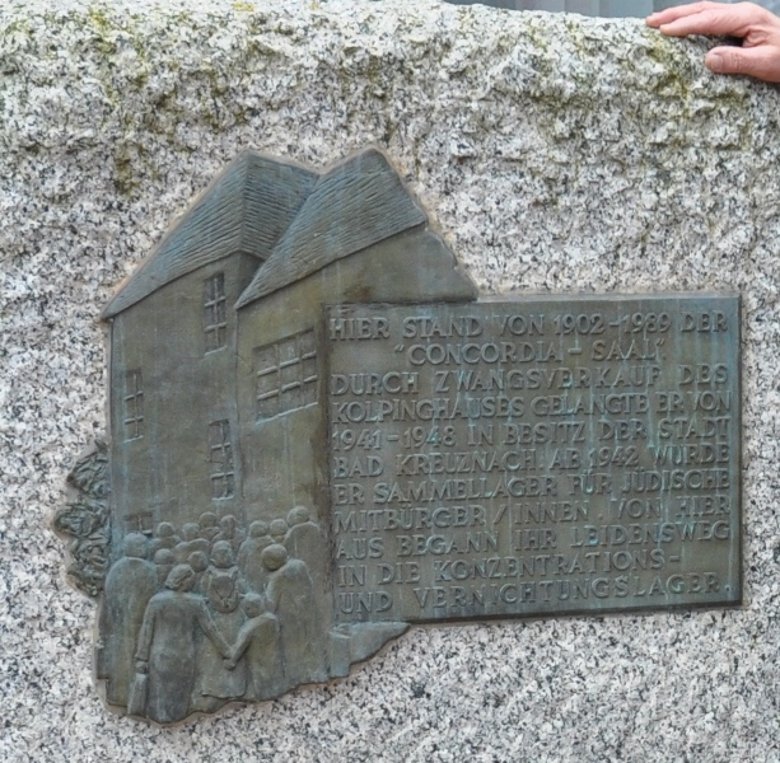 HIER STAND VON 1902-1989 DER
"CONCORDIA-SAAL".
DURCH ZWANGSVERKAUF DES
KOLPINGHAUSES GELANGTE ER VON
1941-1948 IN BESITZ DER STADT
BAD KREUZNACH. AB 1942 WURDE
ER SAMMELLAGER FÜR JÜDISCHE
MITBÜRGER/INNEN. VON HIER
AUS BEGANN IHR LEIDENSWEG
IN DIE KONZENTRATIONS-
UND VERNICHTUNGSLAGER.